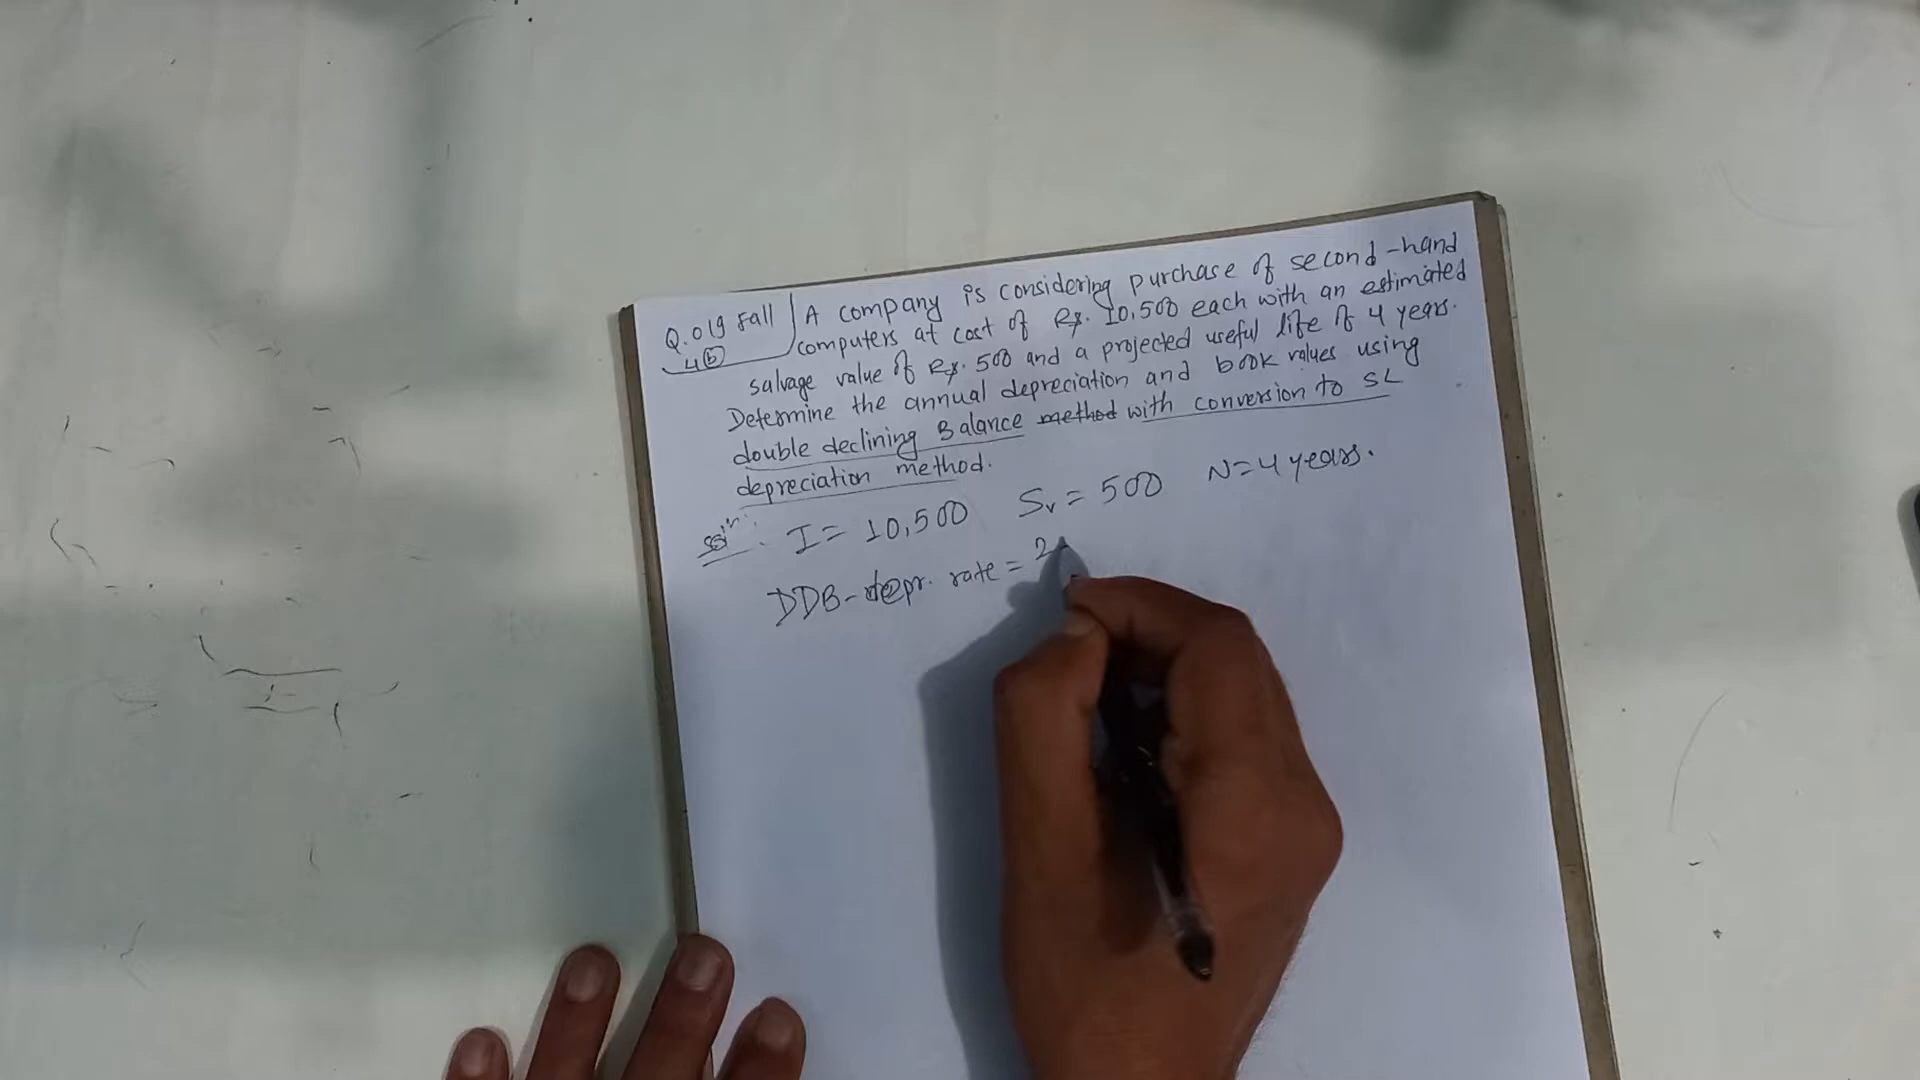 Q.019 fall A company is considering purchase of second-hand
4(b) computers at cost of Rs. 10,500 each with an estimated
salvage value of Rs. 500 and a projected useful life of 4 years.
Determine the annual depreciation and book values using
double declining Balance method with conversion to SL
depreciation method.
Sol'n: I = 10,500 Sv = 500 N = 4 years.
DDB- depr. rate = 2